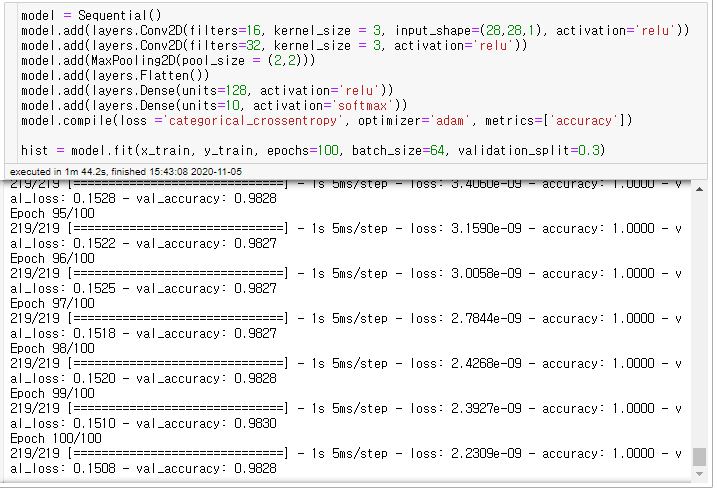 model = Sequential()
model.add(layers.Conv2D(filters=16, kernel_size = 3, input_shape=(28,28,1), activation='relu'))
model.add(layers.Conv2D(filters=32, kernel_size = 3, activation='relu'))
model.add(MaxPooling2D(pool_size = (2,2)))
model.add(layers.Flatten())
model.add(layers.Dense(units=128, activation='relu'))
model.add(layers.Dense(units=10, activation='softmax'))
model.compile(loss ='categorical_crossentropy', optimizer='adam', metrics=['accuracy'])
hist = model.fit(x_train, y_train, epochs=100, batch_size=64, validation_split=0.3)
executed in 1m 44.2s, finished 15:43:08 2020-11-05
219/219 [==============================] - 1s 5ms/step - loss: 3.4060e-09 - accuracy: 1.0000 - v
al_loss: 0.1528 - val_accuracy: 0.9828
Epoch 95/100
219/219 [==============================] - 1s 5ms/step - loss: 3.1590e-09 - accuracy: 1.0000 - v
al_loss: 0.1522 - val_accuracy: 0.9827
Epoch 96/100
219/219 [==============================] - 1s 5ms/step - loss: 3.0058e-09 - accuracy: 1.0000 - v
al_loss: 0.1525 - val_accuracy: 0.9827
Epoch 97/100
219/219 [==============================] - 1s 5ms/step - loss: 2.7844e-09 - accuracy: 1.0000 - v
al_loss: 0.1518 - val_accuracy: 0.9827
Epoch 98/100
219/219 [==============================] - 1s 5ms/step - loss: 2.4268e-09 - accuracy: 1.0000 - v
al_loss: 0.1520 - val_accuracy: 0.9828
Epoch 99/100
219/219 [==============================] - 1s 5ms/step - loss: 2.3927e-09 - accuracy: 1.0000 - v
al_loss: 0.1510 - val_accuracy: 0.9830
Epoch 100/100
219/219 [==============================] - 1s 5ms/step - loss: 2.2309e-09 - accuracy: 1.0000 - v
al_loss: 0.1508 - val_accuracy: 0.9828